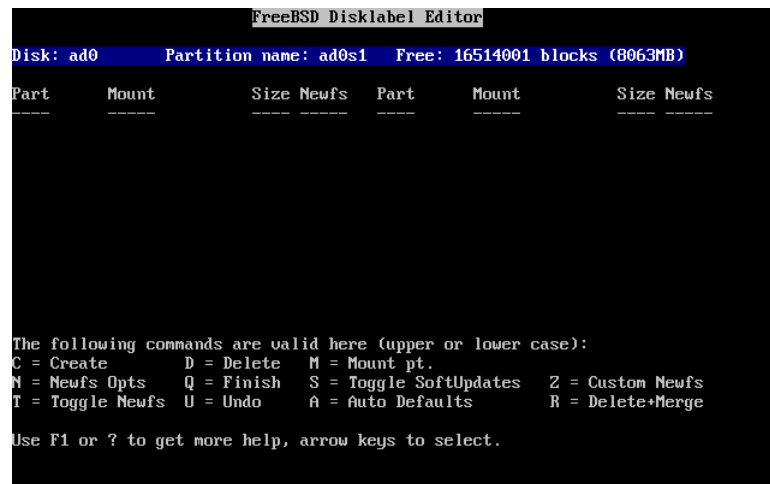 FreeBSD Disklabel Editor
Disk: ad0 Partition name: ad0s1 Free: 16514001 blocks (8063MB)
Part Mount Size Newfs Part Mount Size Newfs
---- ----- ---- ----- ---- ----- ---- -----
The following commands are valid here (upper or lower case):
C = Create D = Delete M = Mount pt.
N = Newfs Opts Q = Finish S = Toggle SoftUpdates Z = Custom Newfs
T = Toggle Newfs U = Undo A = Auto Defaults R = Delete+Merge
Use F1 or ? to get more help, arrow keys to select.